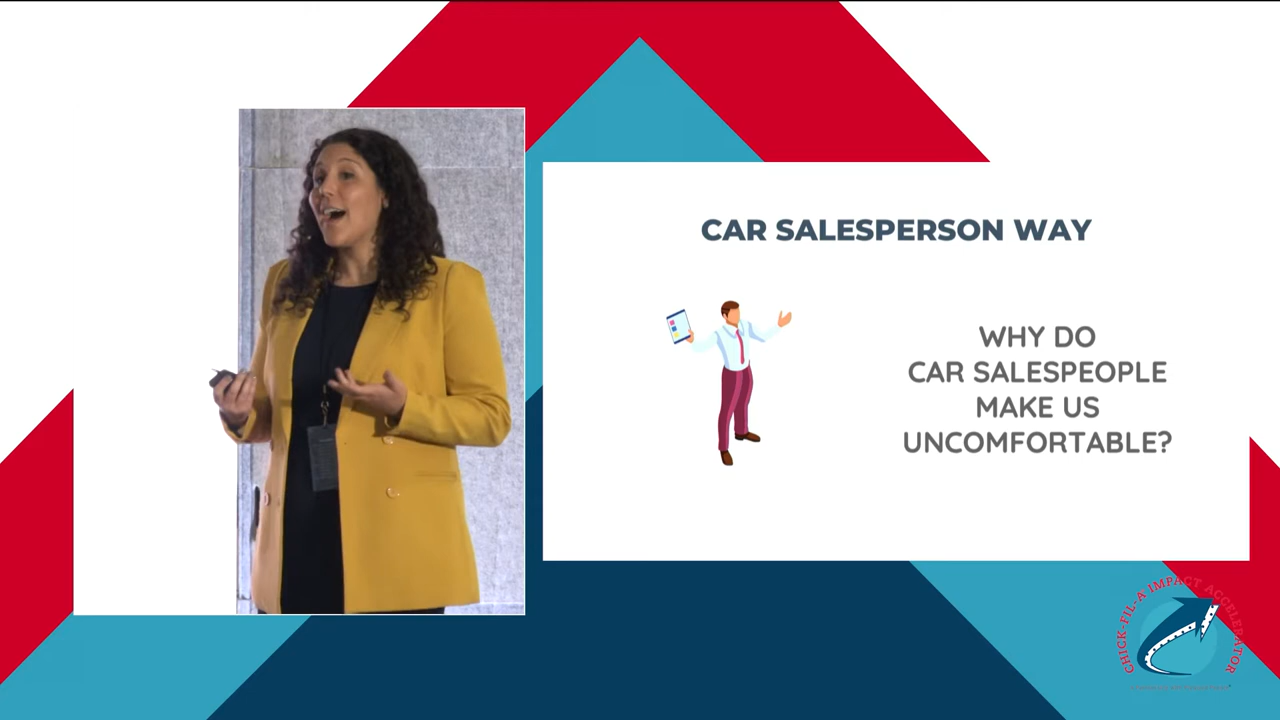 CAR SALESPERSON WAY
WHY DO
CAR SALESPEOPLE
MAKE US
UNCOMFORTABLE?
CHICK-FIL-A IMPACT ACCELERATOR